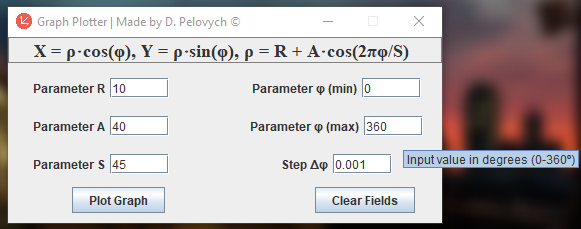 Graph Plotter | Made by D. Pelovych ©
X = ρ·cos(φ), Y = ρ·sin(φ), ρ = R + A·cos(2πφ/S)
Parameter R 10 Parameter φ (min) 0
Parameter A 40 Parameter φ (max) 360
Parameter S 45 Step Δφ 0.001
Input value in degrees (0-360º)
Plot Graph Clear Fields